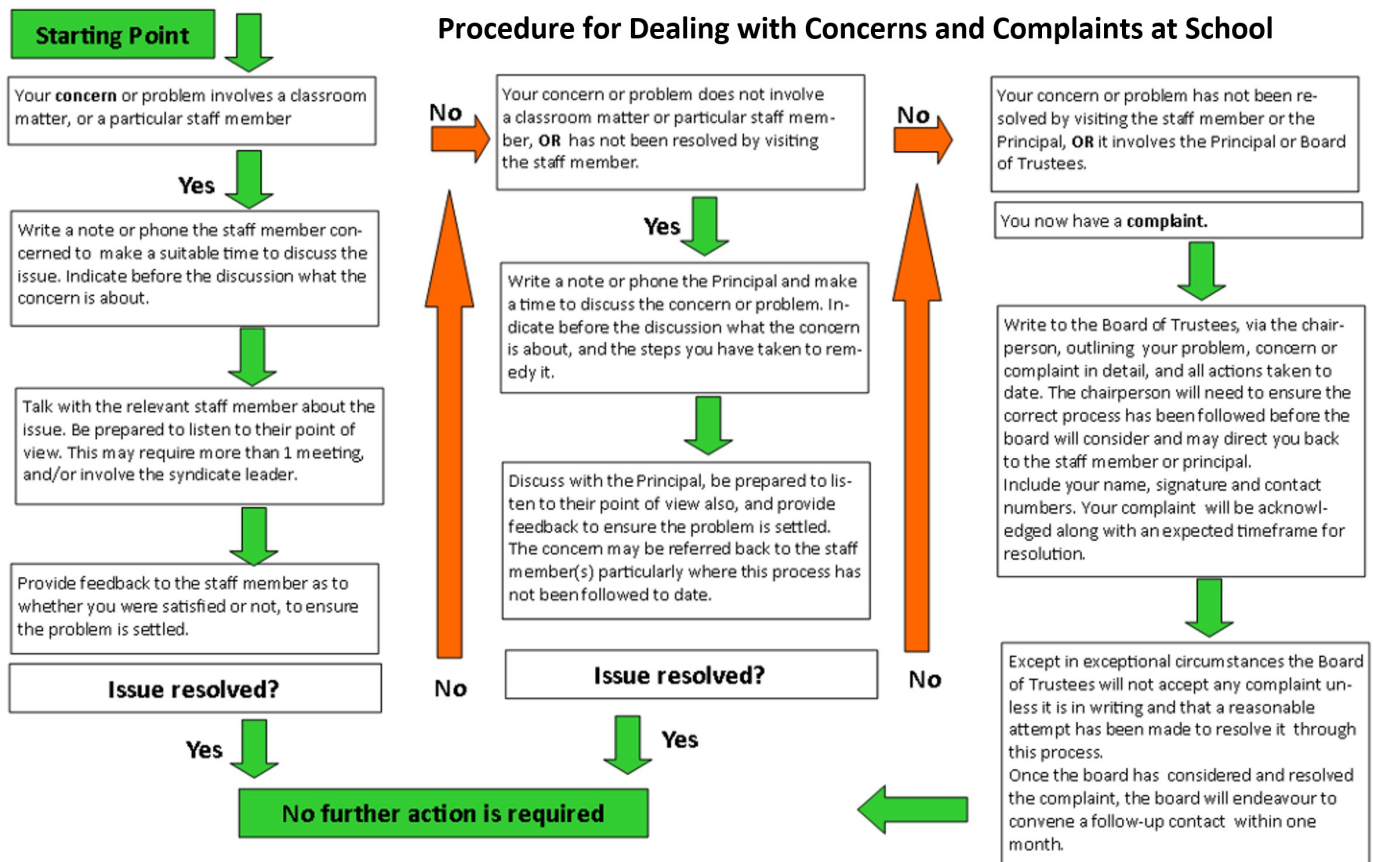 Starting Point
Procedure for Dealing with Concerns and Complaints at School
Your concern or problem involves a classroom
matter, or a particular staff member
Yes
Write a note or phone the staff member con-
cerned to make a suitable time to discuss the
issue. Indicate before the discussion what the
concern is about.
Talk with the relevant staff member about the
issue. Be prepared to listen to their point of
view. This may require more than 1 meeting,
and/or involve the syndicate leader.
Provide feedback to the staff member as to
whether you were satisfied or not, to ensure
the problem is settled.
Issue resolved?
Yes
No
No
Your concern or problem does not involve
a classroom matter or particular staff mem-
ber, OR has not been resolved by visiting
the staff member.
Yes
Write a note or phone the Principal and make
a time to discuss the concern or problem. In-
dicate before the discussion what the concern
is about, and the steps you have taken to rem-
edy it.
Discuss with the Principal, be prepared to lis-
ten to their point of view also, and provide
feedback to ensure the problem is settled.
The concern may be referred back to the staff
member(s) particularly where this process has
not been followed to date.
Issue resolved?
Yes
No
No
Your concern or problem has not been re-
solved by visiting the staff member or the
Principal, OR it involves the Principal or Board
of Trustees.
You now have a complaint.
Write to the Board of Trustees, via the chair-
person, outlining your problem, concern or
complaint in detail, and all actions taken to
date. The chairperson will need to ensure the
correct process has been followed before the
board will consider and may direct you back
to the staff member or principal.
Include your name, signature and contact
numbers. Your complaint will be acknowl-
edged along with an expected timeframe for
resolution.
Except in exceptional circumstances the Board
of Trustees will not accept any complaint un-
less it is in writing and that a reasonable
attempt has been made to resolve it through
this process.
Once the board has considered and resolved
the complaint, the board will endeavour to
convene a follow-up contact within one
month.
No further action is required